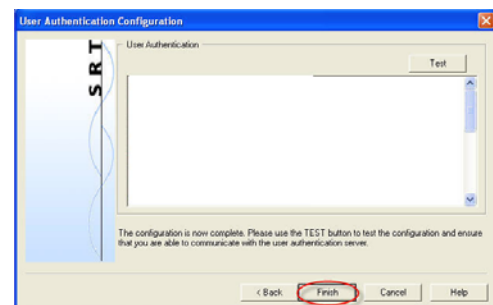 User Authentication Configuration
SRT
User Authentication
Test
The configuration is now complete. Please use the TEST button to test the configuration and ensure
that you are able to communicate with the user authentication server.
< Back
Finish
Cancel
Help